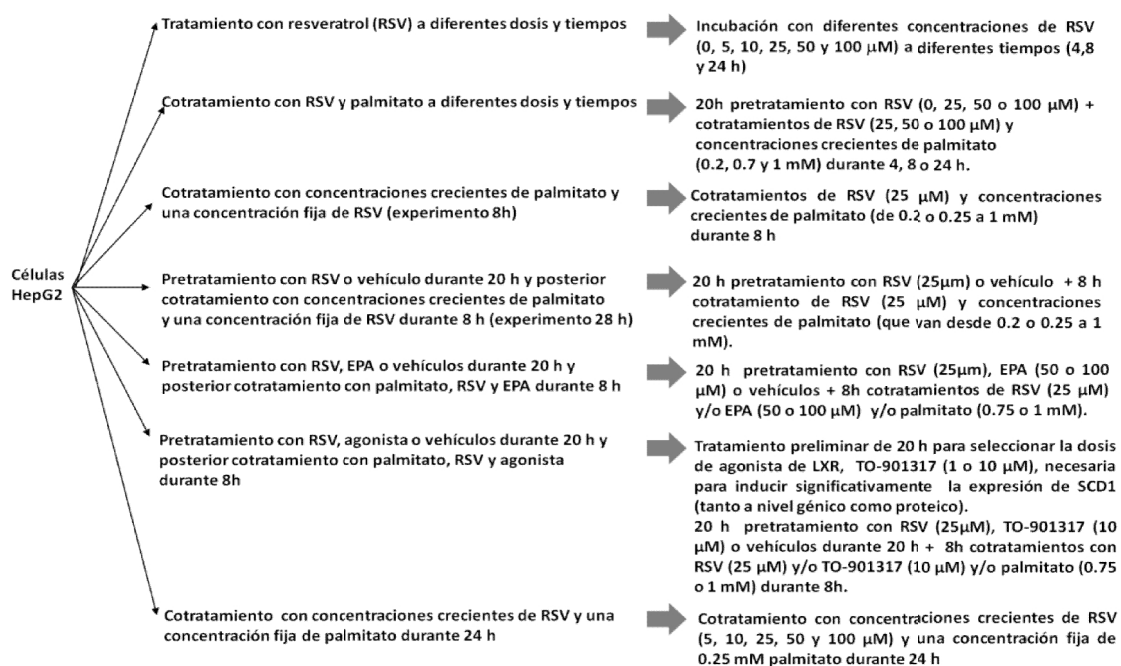 Células
HepG2
Tratamiento con resveratrol (RSV) a diferentes dosis y tiempos
Incubación con diferentes concentraciones de RSV
(0, 5, 10, 25, 50 y 100 µM) a diferentes tiempos (4,8
y 24 h)
Cotratamiento con RSV y palmitato a diferentes dosis y tiempos
20h pretratamiento con RSV (0, 25, 50 o 100 µM) +
cotratamientos de RSV (25, 50 o 100 µM) y
concentraciones crecientes de palmitato
(0.2, 0.7 y 1 mM) durante 4, 8 o 24 h.
Cotratamiento con concentraciones crecientes de palmitato y
una concentración fija de RSV (experimento 8h)
Cotratamientos de RSV (25 µM) y concentraciones
crecientes de palmitato (de 0.2 o 0.25 a 1 mM)
durante 8 h
Pretratamiento con RSV o vehículo durante 20 h y posterior
cotratamiento con concentraciones crecientes de palmitato
y una concentración fija de RSV durante 8 h (experimento 28 h)
20 h pretratamiento con RSV (25µm) o vehículo + 8 h
cotratamiento de RSV (25 µM) y concentraciones
crecientes de palmitato (que van desde 0.2 o 0.25 a 1
mM).
Pretratamiento con RSV, EPA o vehículos durante 20 h y
posterior cotratamiento con palmitato, RSV y EPA durante 8 h
20 h pretratamiento con RSV (25µm), EPA (50 o 100
µM) o vehículos + 8h cotratamientos de RSV (25 µM)
y/o EPA (50 o 100 µM) y/o palmitato (0.75 o 1 mM).
Pretratamiento con RSV, agonista o vehículos durante 20 h y
posterior cotratamiento con palmitato, RSV y agonista
durante 8h
Tratamiento preliminar de 20 h para seleccionar la dosis
de agonista de LXR, TO-901317 (1 o 10 µM), necesaria
para inducir significativamente la expresión de SCD1
(tanto a nivel génico como proteico).
20 h pretratamiento con RSV (25µM), TO-901317 (10
µM) o vehículos durante 20 h + 8h cotratamientos con
RSV (25 µM) y/o TO-901317 (10 µM) y/o palmitato (0.75
o 1 mM) durante 8h.
Cotratamiento con concentraciones crecientes de RSV y una
concentración fija de palmitato durante 24 h
Cotratamiento con concentraciones crecientes de RSV
(5, 10, 25, 50 y 100 µM) y una concentración fija de
0.25 mM palmitato durante 24 h